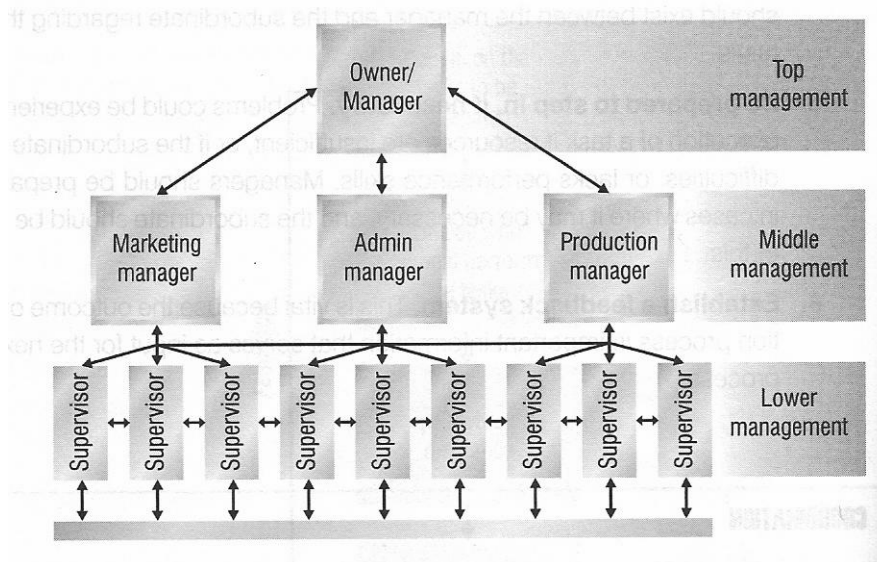 Owner/
Manager
Top
management
Marketing
manager
Admin
manager
Production
manager
Middle
management
Supervisor
Supervisor
Supervisor
Supervisor
Supervisor
Supervisor
Supervisor
Supervisor
Supervisor
Lower
management